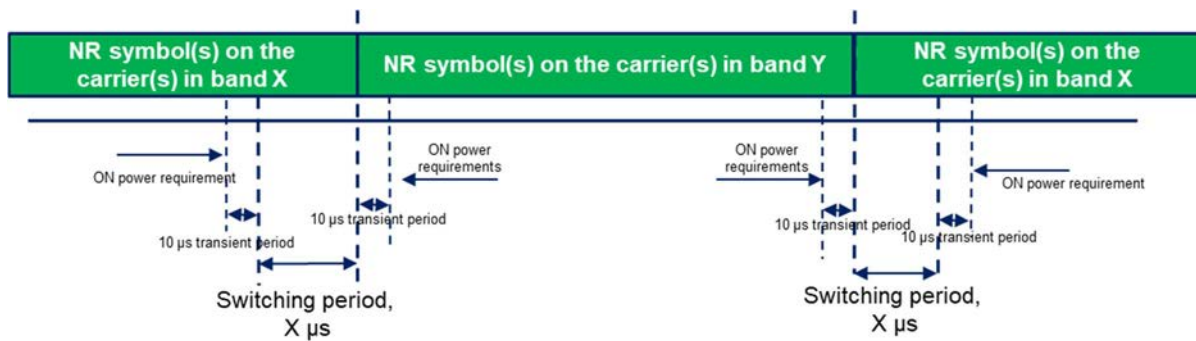 NR symbol(s) on the
carrier(s) in band X
NR symbol(s) on the carrier(s) in band Y
NR symbol(s) on the
carrier(s) in band X
ON power requirement
10 µs transient period
Switching period,
X µs
ON power
requirements
10 µs transient period
ON power
requirements
10 µs transient period
Switching period,
X µs
ON power requirement
10 µs transient period